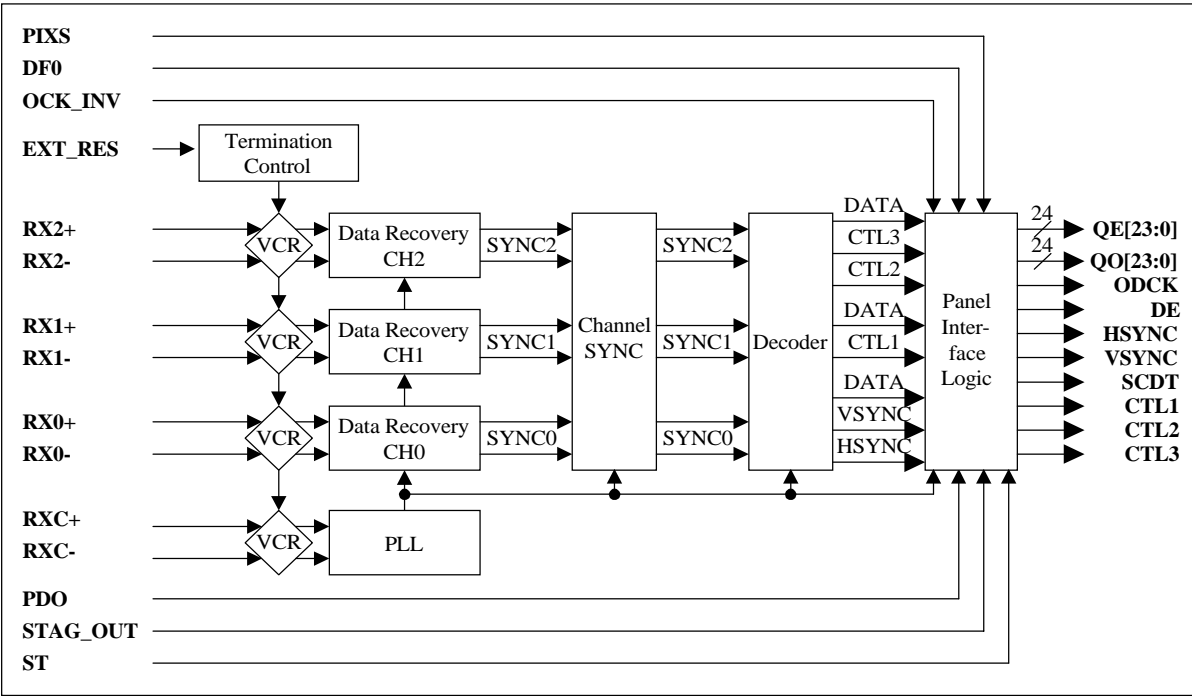 PIXS
DF0
OCK_INV
EXT_RES
Termination
Control
RX2+
RX2-
VCR
Data Recovery
CH2
SYNC2
SYNC2
DATA
CTL3
CTL2
24
QE[23:0]
24
QO[23:0]
ODCK
DE
HSYNC
VSYNC
SCDT
CTL1
CTL2
CTL3
RX1+
RX1-
VCR
Data Recovery
CH1
SYNC1
Channel
SYNC
SYNC1
Decoder
DATA
CTL1
Panel
Inter-
face
Logic
RX0+
RX0-
VCR
Data Recovery
CH0
SYNC0
SYNC0
DATA
VSYNC
HSYNC
RXC+
RXC-
VCR
PLL
PDO
STAG_OUT
ST